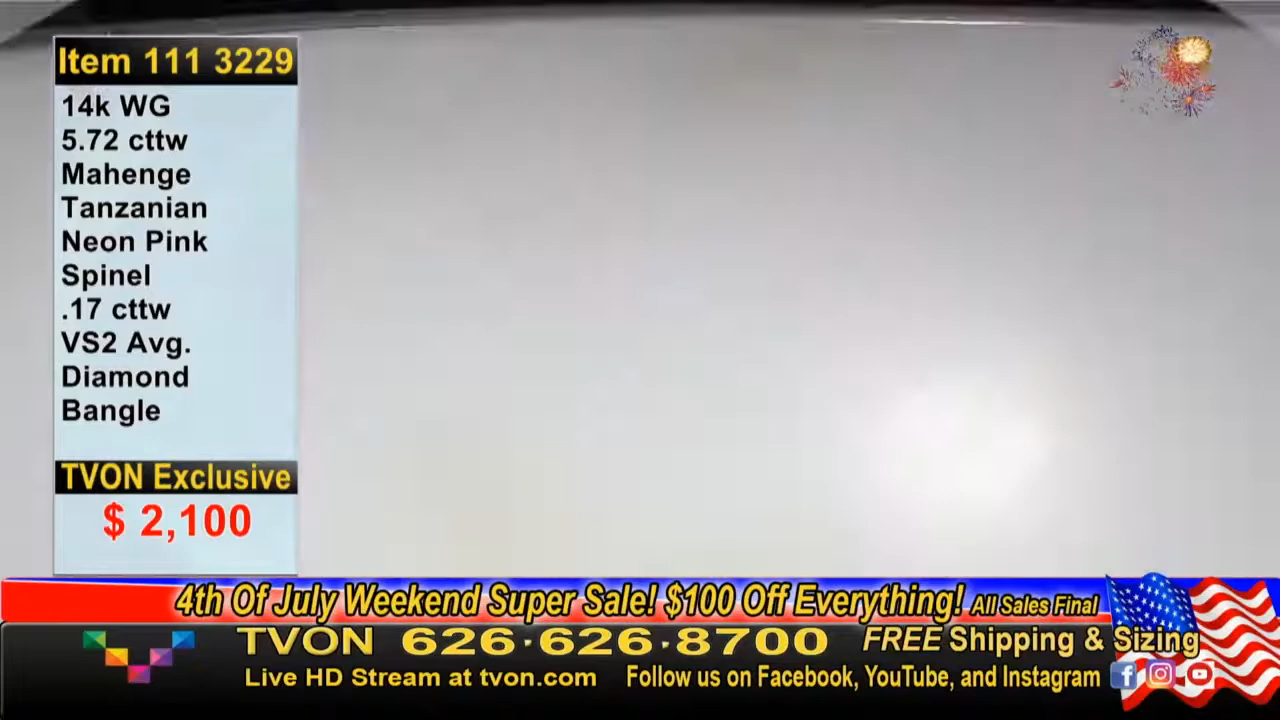 Item 111 3229
14k WG
5.72 cttw
Mahenge
Tanzanian
Neon Pink
Spinel
.17 cttw
VS2 Avg.
Diamond
Bangle
TVON Exclusive
$ 2,100
4th Of July Weekend Super Sale! $100 Off Everything! All Sales Final
TVON 626·626·8700 FREE Shipping & Sizing
Live HD Stream at tvon.com Follow us on Facebook, YouTube, and Instagram